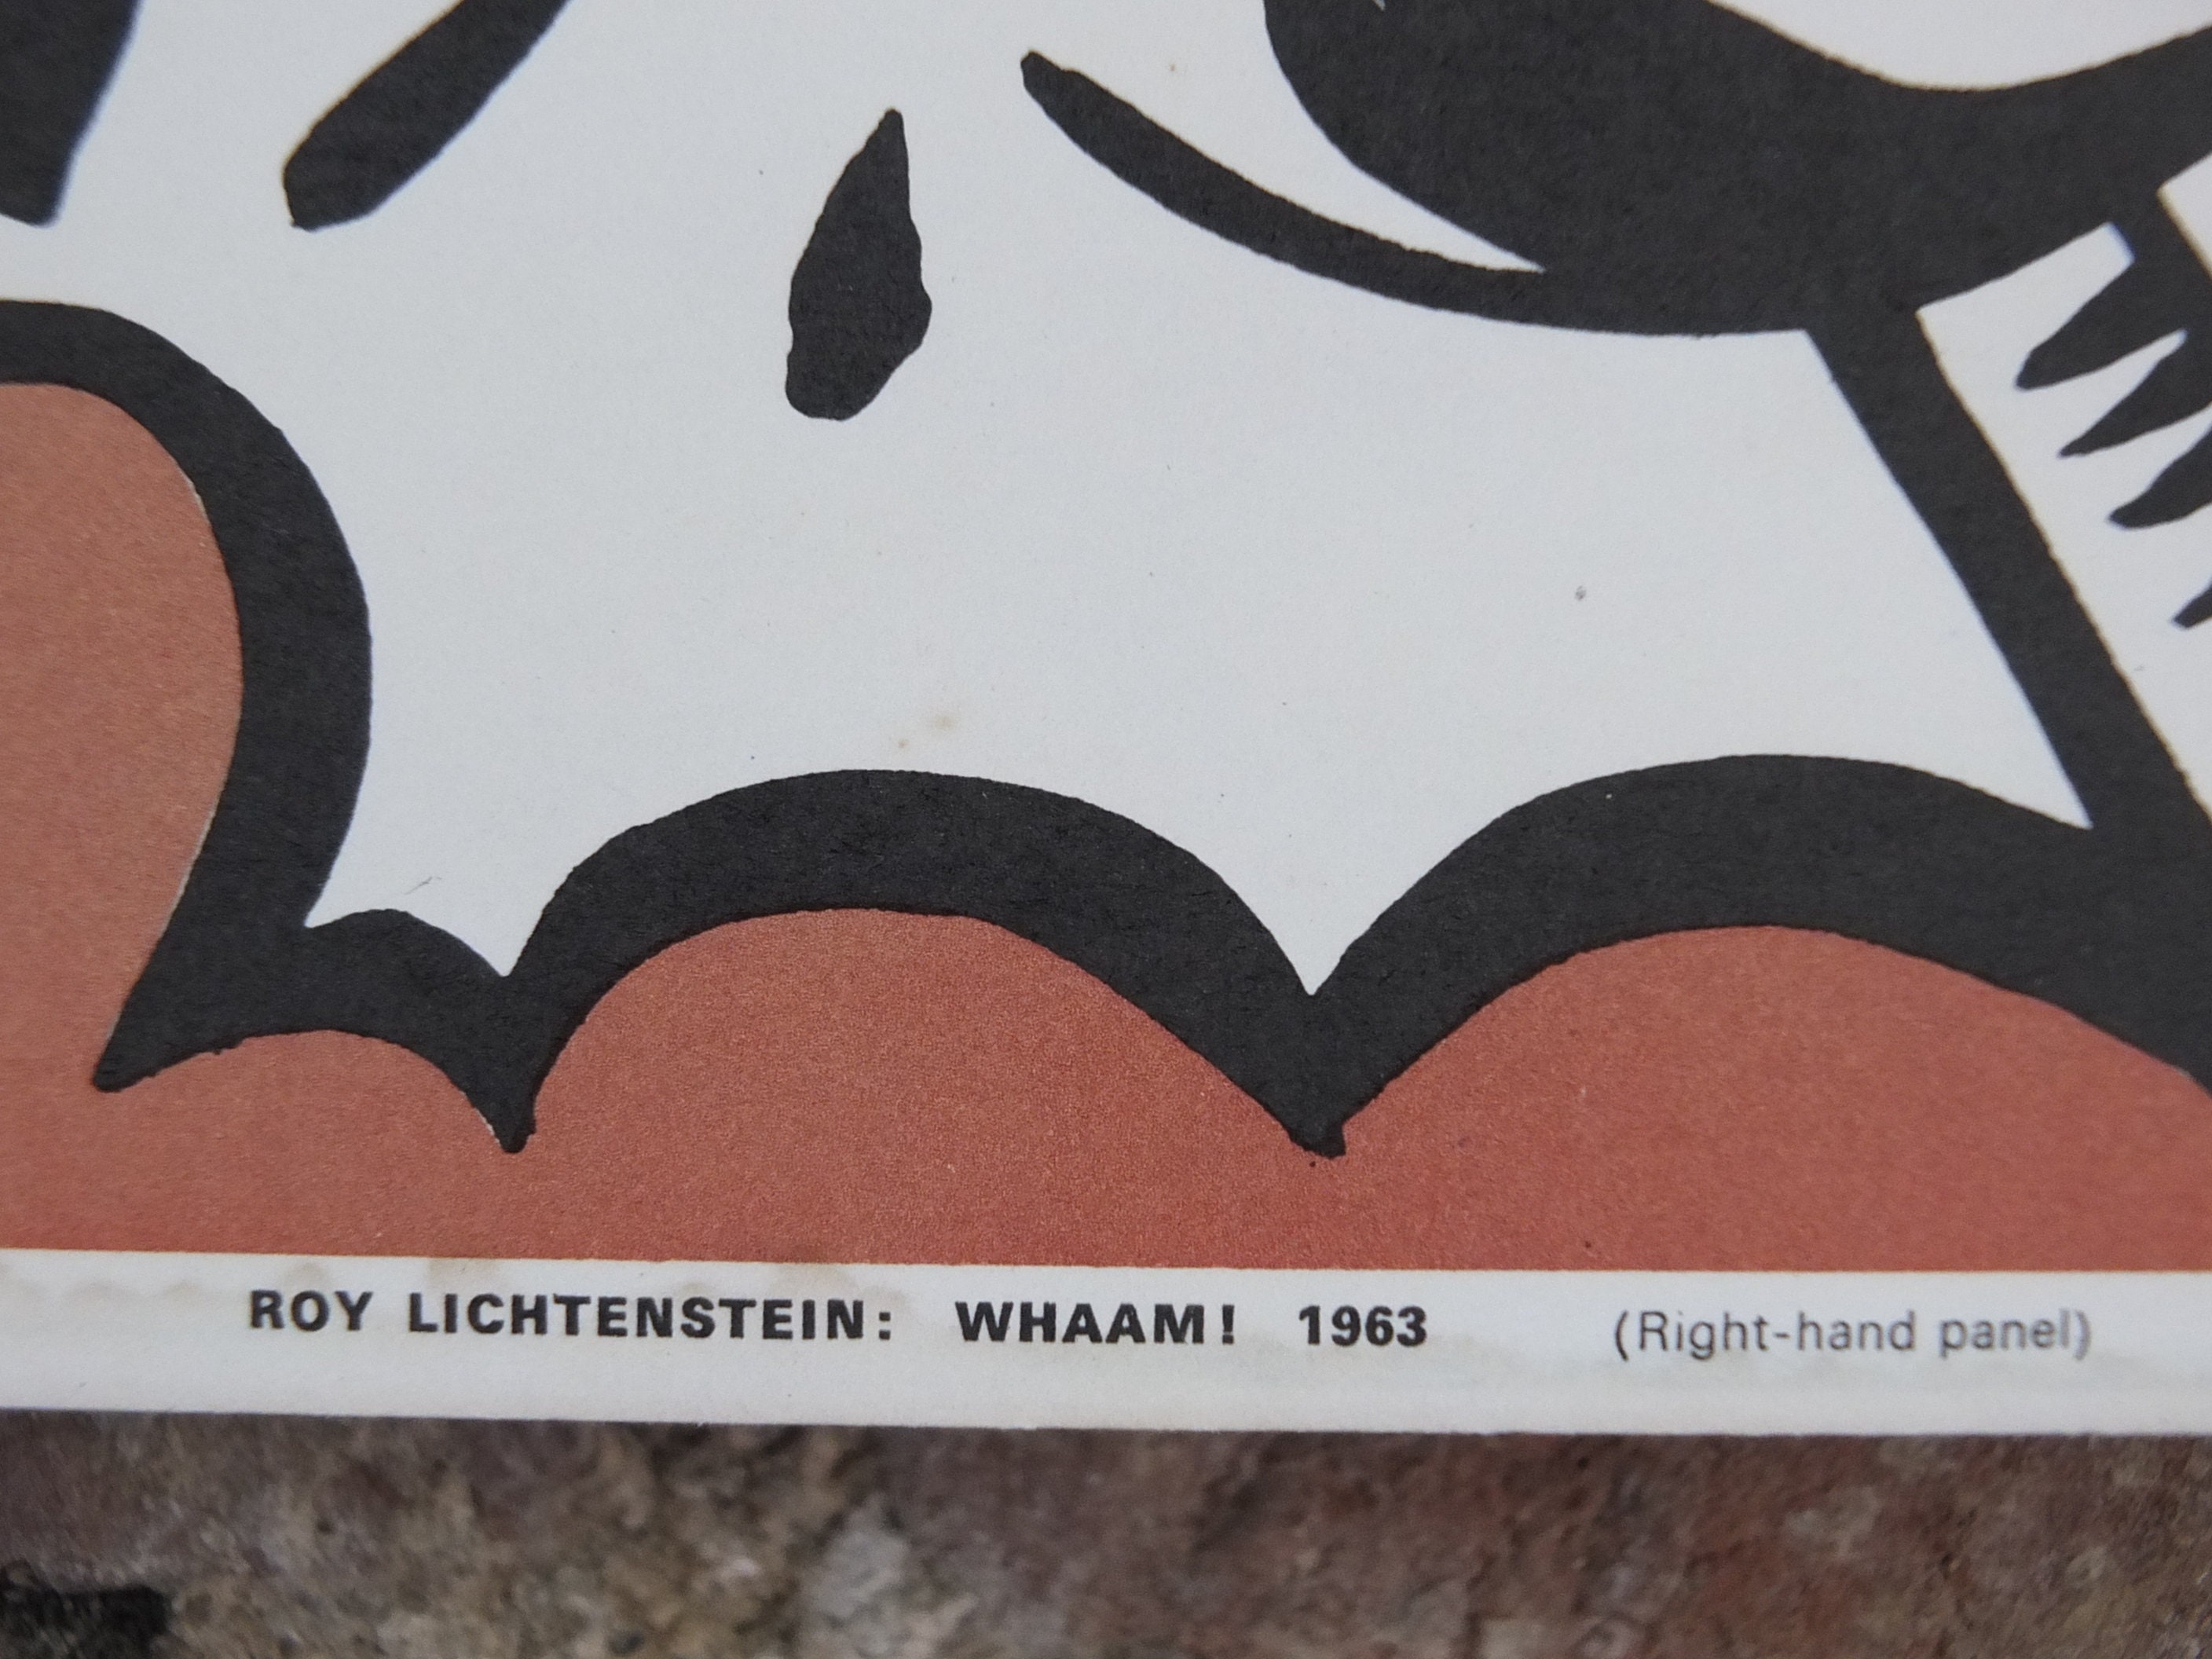 ROY LICHTENSTEIN: WHAAM! 1963 (Right-hand panel)